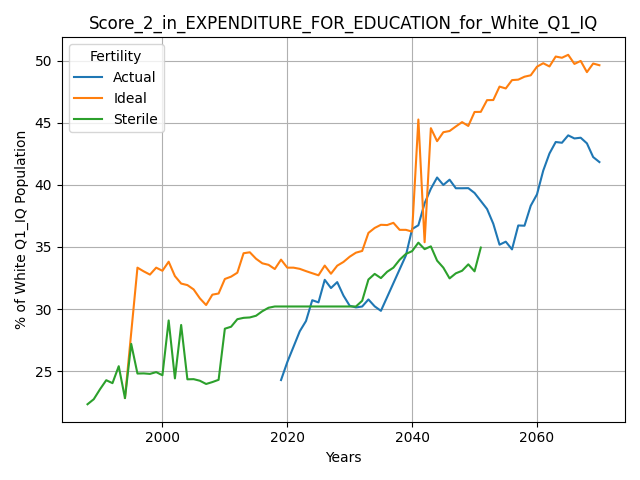 Score_2_in_EXPENDITURE_FOR_EDUCATION_for_White_Q1_IQ
Fertility
Actual
Ideal
Sterile
% of White Q1_IQ Population
50
45
40
35
30
25
2000
2020
2040
2060
Years